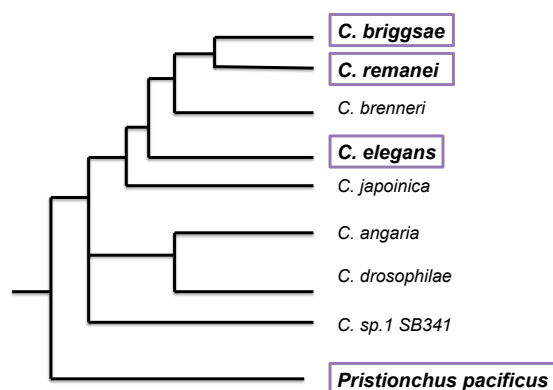 C. briggsae
C. remanei
C. brenneri
C. elegans
C. japoinica
C. angaria
C. drosophilae
C. sp.1 SB341
Pristionchus pacificus